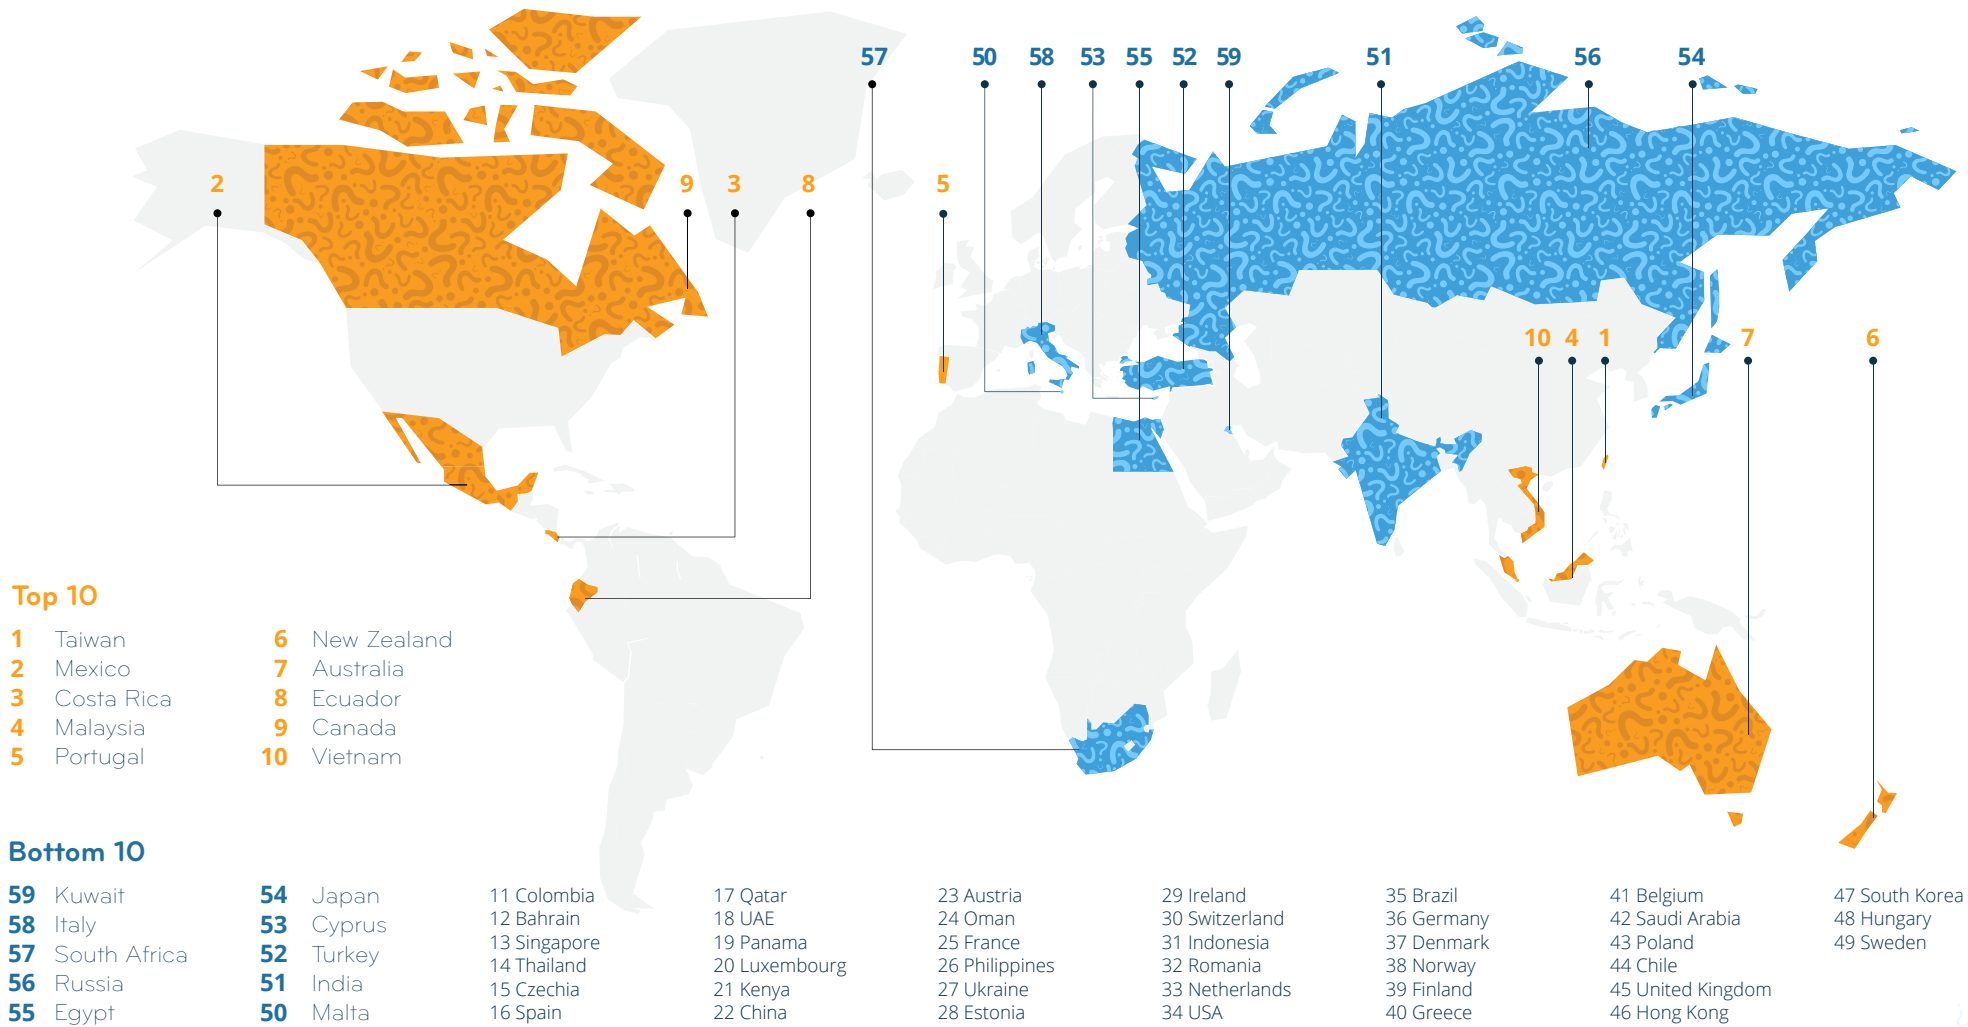 57
50
58
53
55
52
59
51
56
54
2
9
3
8
5
10
4
1
7
6
Top 10
1 Taiwan
2 Mexico
3 Costa Rica
4 Malaysia
5 Portugal
6 New Zealand
7 Australia
8 Ecuador
9 Canada
10 Vietnam
Bottom 10
59 Kuwait
58 Italy
57 South Africa
56 Russia
55 Egypt
54 Japan
53 Cyprus
52 Turkey
51 India
50 Malta
11 Colombia
12 Bahrain
13 Singapore
14 Thailand
15 Czechia
16 Spain
17 Qatar
18 UAE
19 Panama
20 Luxembourg
21 Kenya
22 China
23 Austria
24 Oman
25 France
26 Philippines
27 Ukraine
28 Estonia
29 Ireland
30 Switzerland
31 Indonesia
32 Romania
33 Netherlands
34 USA
35 Brazil
36 Germany
37 Denmark
38 Norway
39 Finland
40 Greece
41 Belgium
42 Saudi Arabia
43 Poland
44 Chile
45 United Kingdom
46 Hong Kong
47 South Korea
48 Hungary
49 Sweden